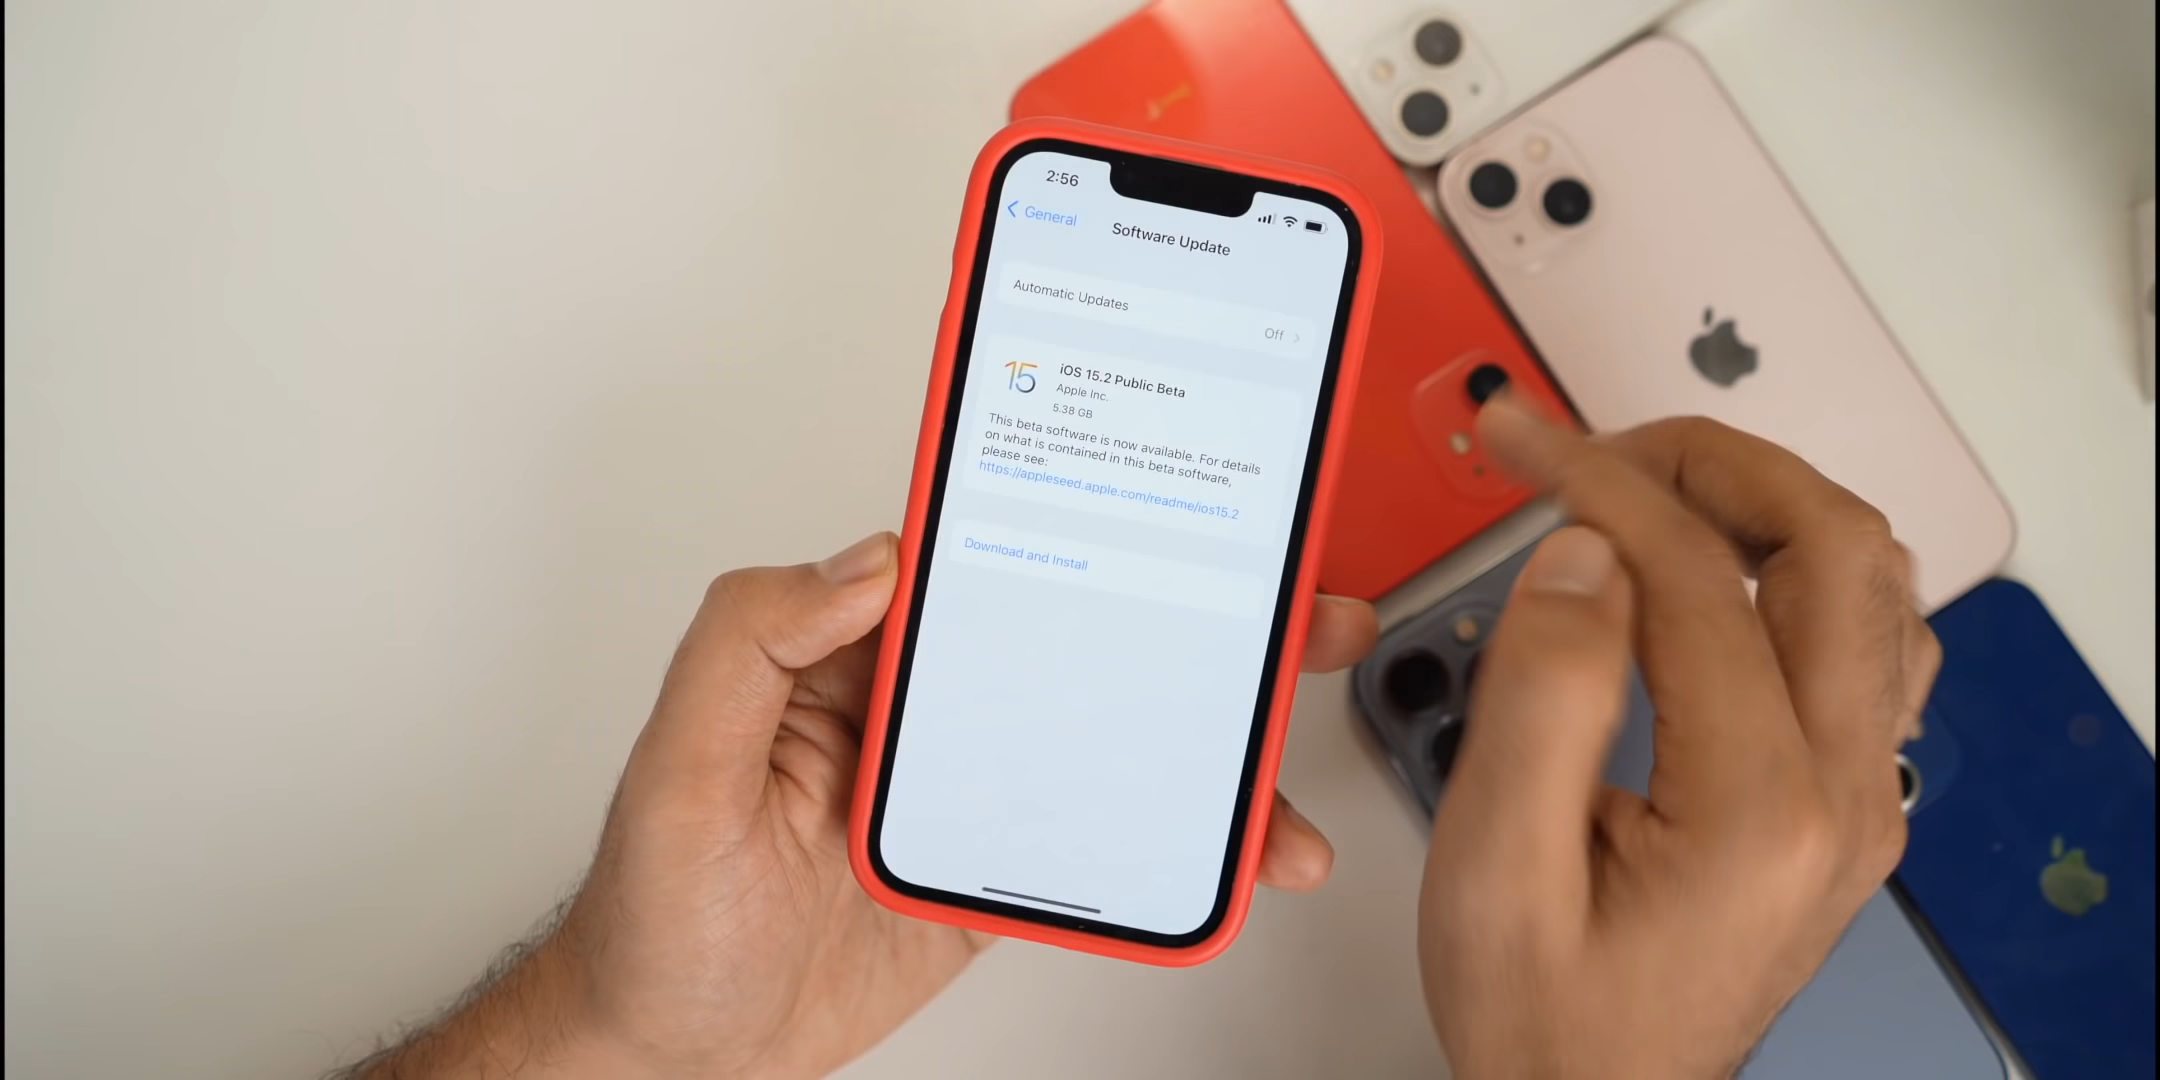 2:56
General
Software Update
Automatic Updates
Off
15
iOS 15.2 Public Beta
Apple Inc.
5.38 GB
This beta software is now available. For details
on what is contained in this beta software,
please see:
https://appleseed.apple.com/readme/ios15.2
Download and Install